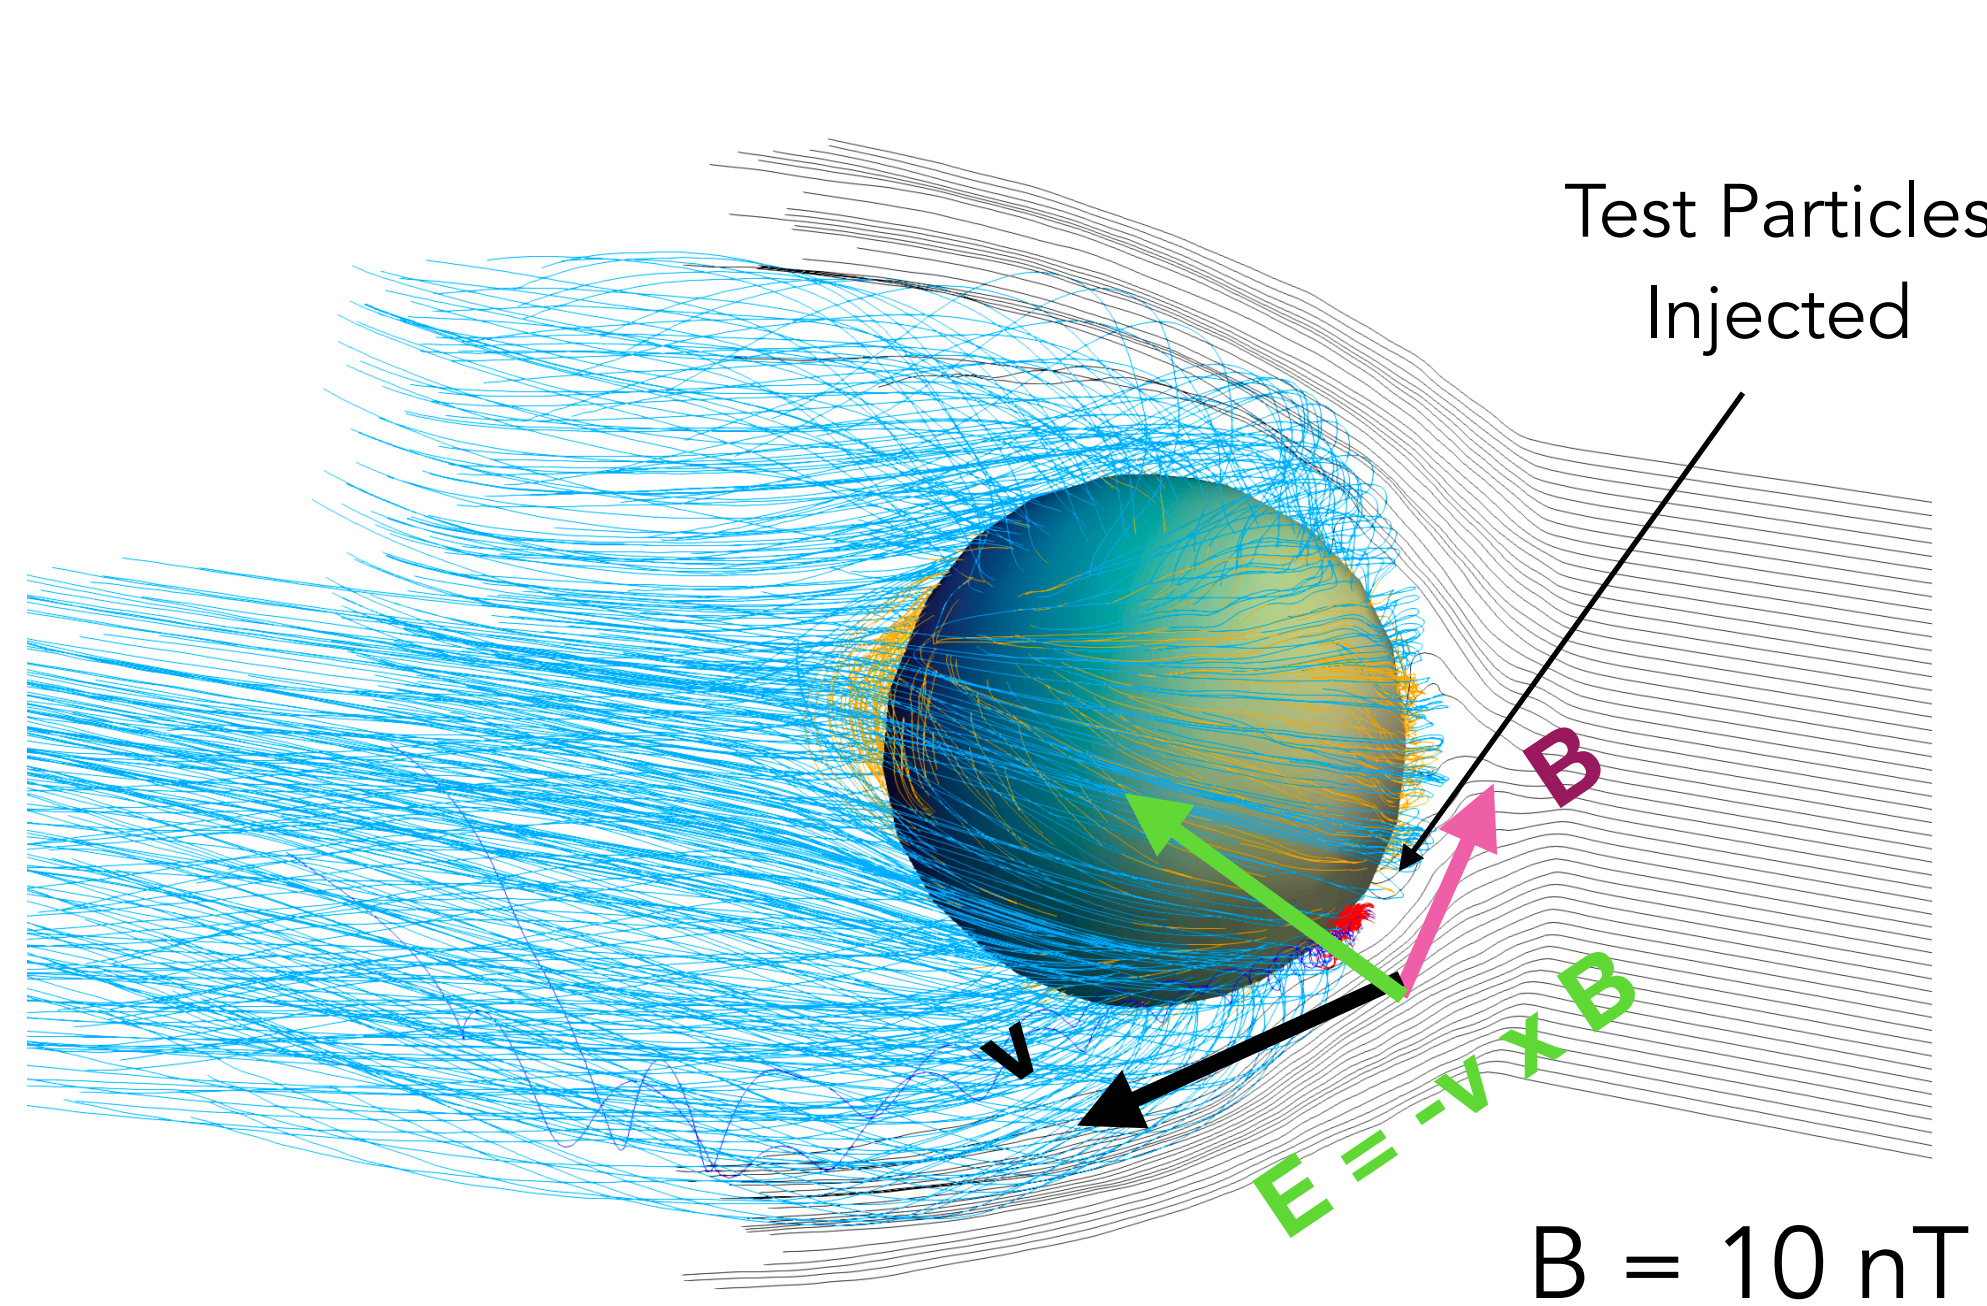 Test Particles
Injected
B
v
E = -v x B
B = 10 nT